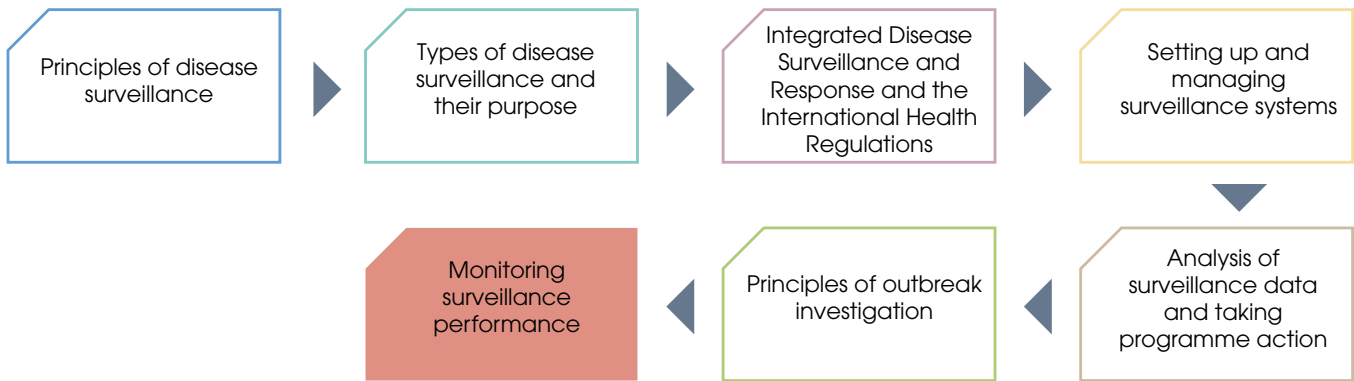 Principles of disease
surveillance
Types of disease
surveillance and
their purpose
Integrated Disease
Surveillance and
Response and the
International Health
Regulations
Setting up and
managing
surveillance systems
Analysis of
surveillance data
and taking
programme action
Principles of outbreak
investigation
Monitoring
surveillance
performance